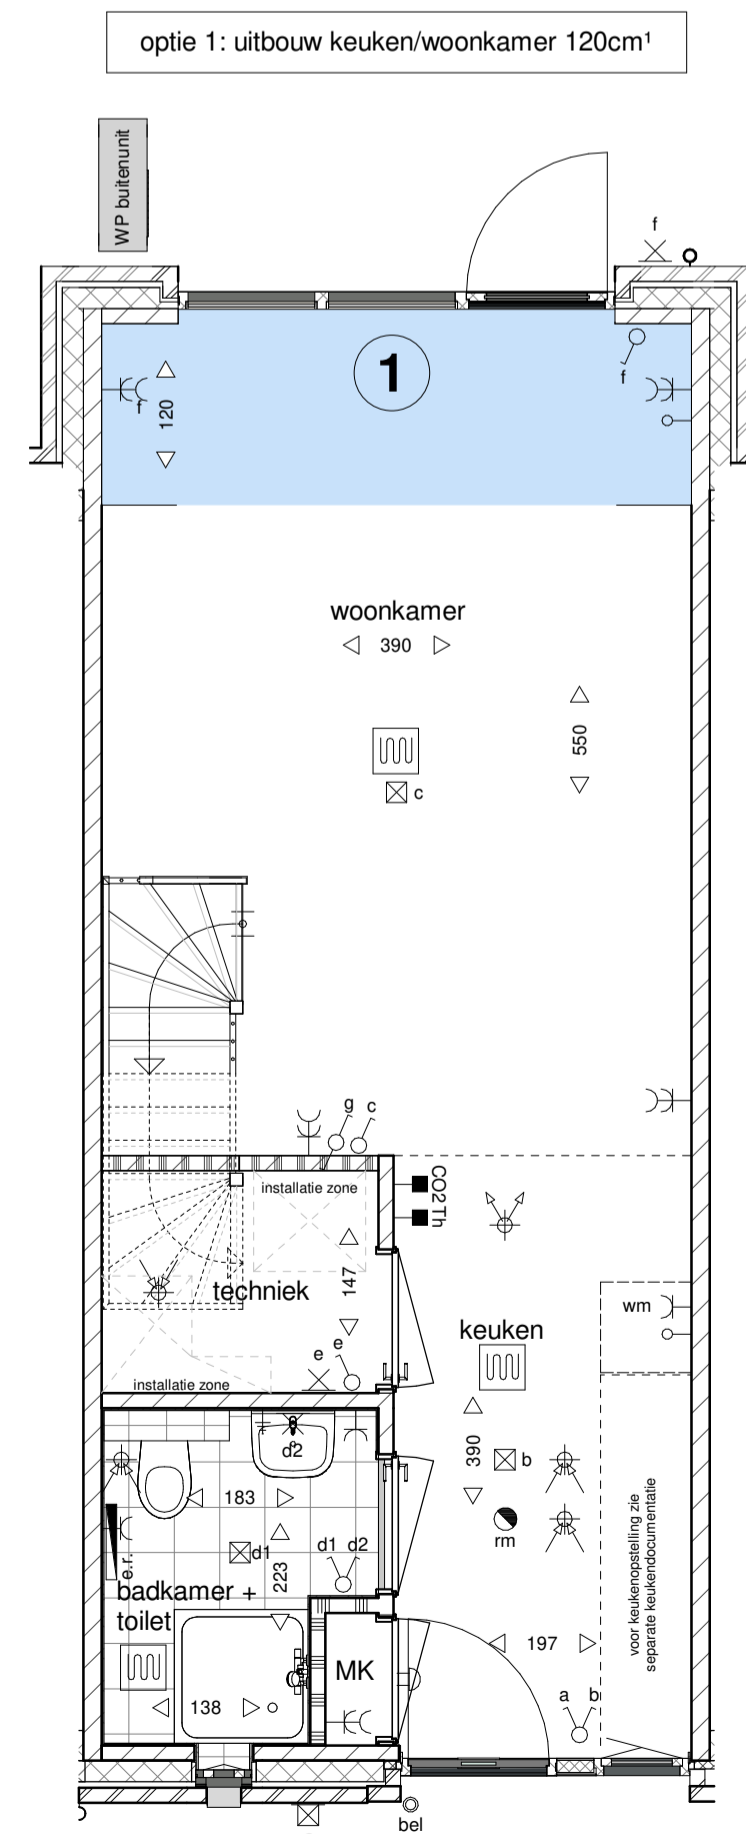 optie 1: uitbouw keuken/woonkamer 120cm¹
WP buitenunit
f
1
f
f
120
woonkamer
390
550
c
g c
installatie zone
CO2
Th
techniek
147
wm
keuken
e e
installatie zone
390
b
d2
183
rm
d1
d1 d2
223
e.r.
badkamer +
toilet
voor keukenopstelling zie
separate keukendocumentatie
197
MK
138
a b
bel